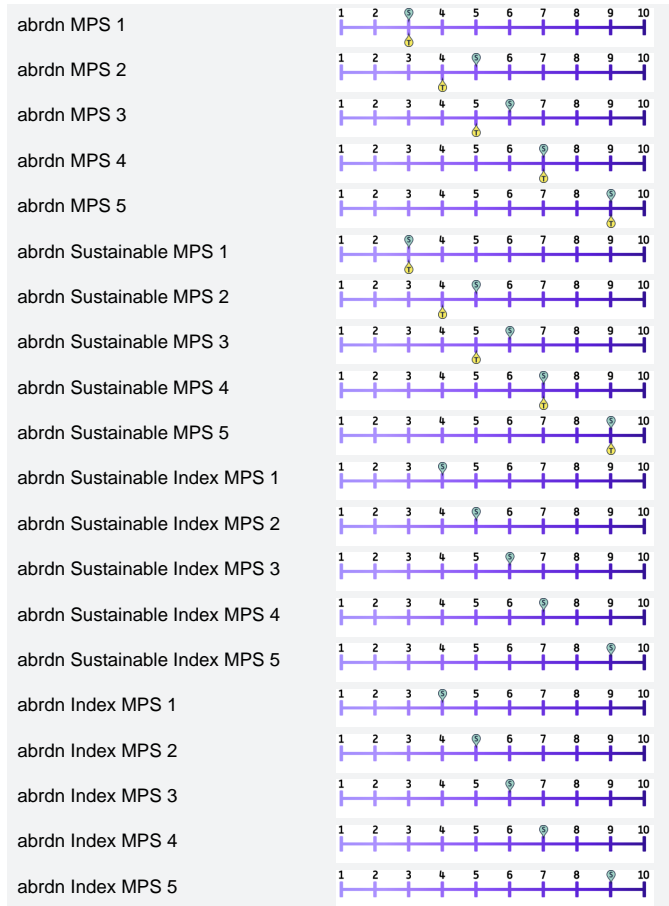 abrdn MPS 1 1 2 S 4 5 6 7 8 9 10
T
abrdn MPS 2 1 2 3 4 S 6 7 8 9 10
T
abrdn MPS 3 1 2 3 4 5 S 7 8 9 10
T
abrdn MPS 4 1 2 3 4 5 6 S 8 9 10
T
abrdn MPS 5 1 2 3 4 5 6 7 8 S 10
T
abrdn Sustainable MPS 1 1 2 S 4 5 6 7 8 9 10
T
abrdn Sustainable MPS 2 1 2 3 4 S 6 7 8 9 10
T
abrdn Sustainable MPS 3 1 2 3 4 5 S 7 8 9 10
T
abrdn Sustainable MPS 4 1 2 3 4 5 6 S 8 9 10
T
abrdn Sustainable MPS 5 1 2 3 4 5 6 7 8 S 10
T
abrdn Sustainable Index MPS 1 1 2 3 S 5 6 7 8 9 10
abrdn Sustainable Index MPS 2 1 2 3 4 S 6 7 8 9 10
abrdn Sustainable Index MPS 3 1 2 3 4 5 S 7 8 9 10
abrdn Sustainable Index MPS 4 1 2 3 4 5 6 S 8 9 10
abrdn Sustainable Index MPS 5 1 2 3 4 5 6 7 8 S 10
abrdn Index MPS 1 1 2 3 S 5 6 7 8 9 10
abrdn Index MPS 2 1 2 3 4 S 6 7 8 9 10
abrdn Index MPS 3 1 2 3 4 5 S 7 8 9 10
abrdn Index MPS 4 1 2 3 4 5 6 S 8 9 10
abrdn Index MPS 5 1 2 3 4 5 6 7 8 S 10